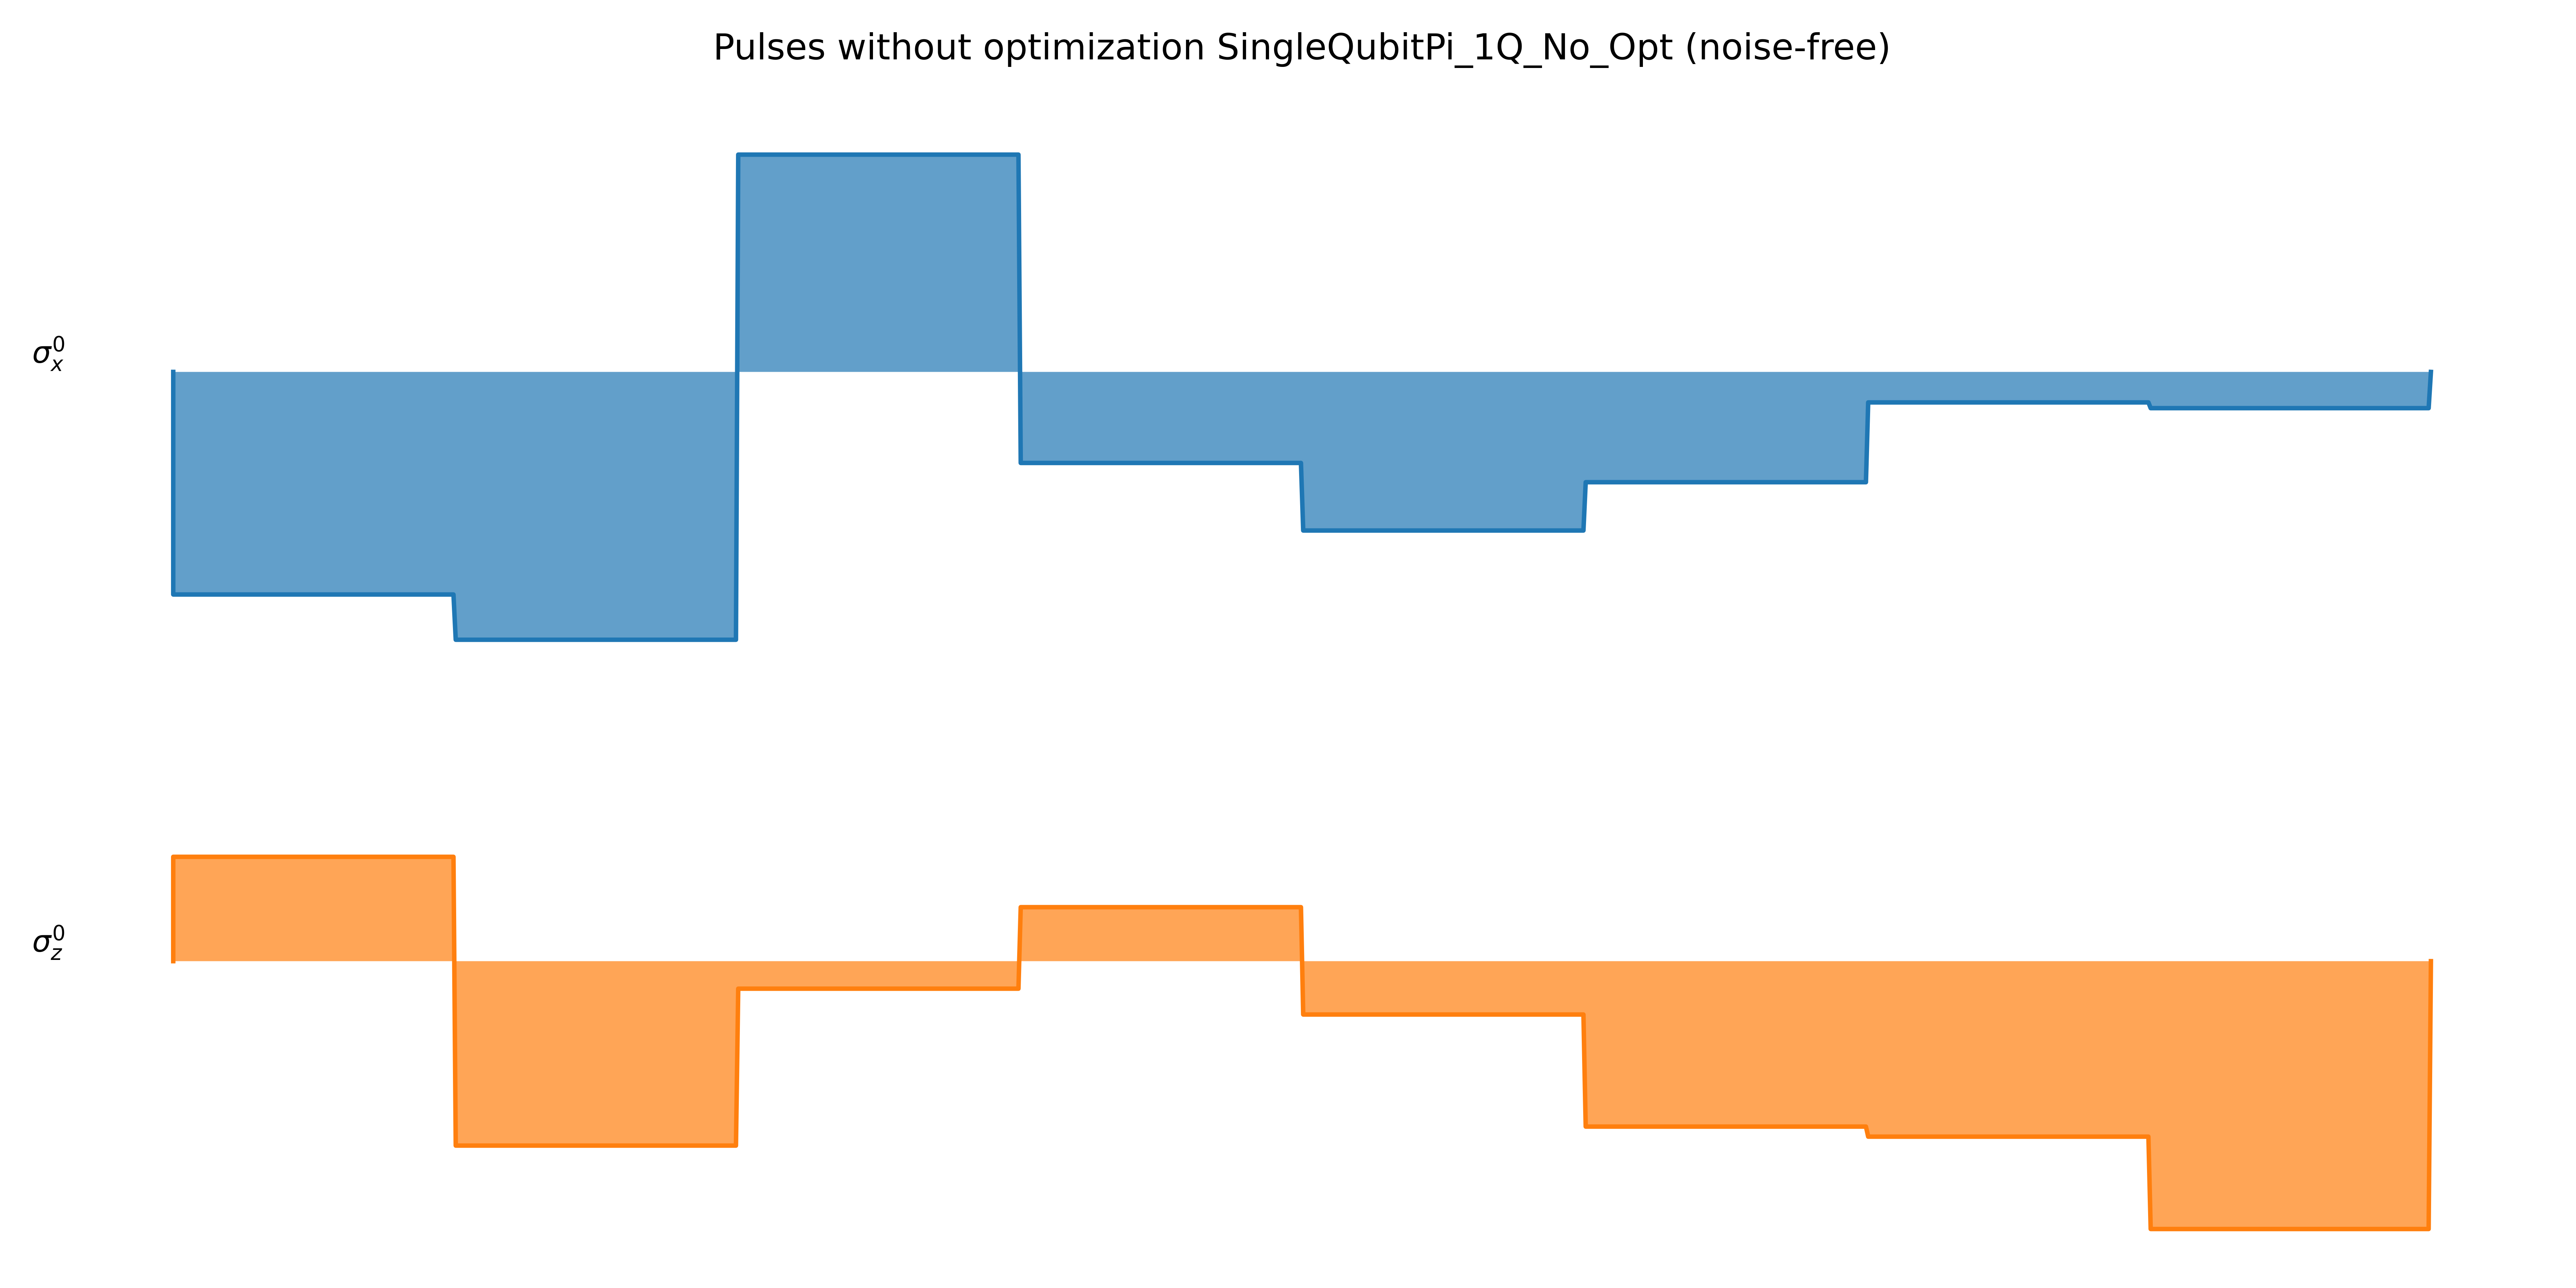 Pulses without optimization SingleQubitPi_1Q_No_Opt (noise-free)
σ_x^0
σ_z^0